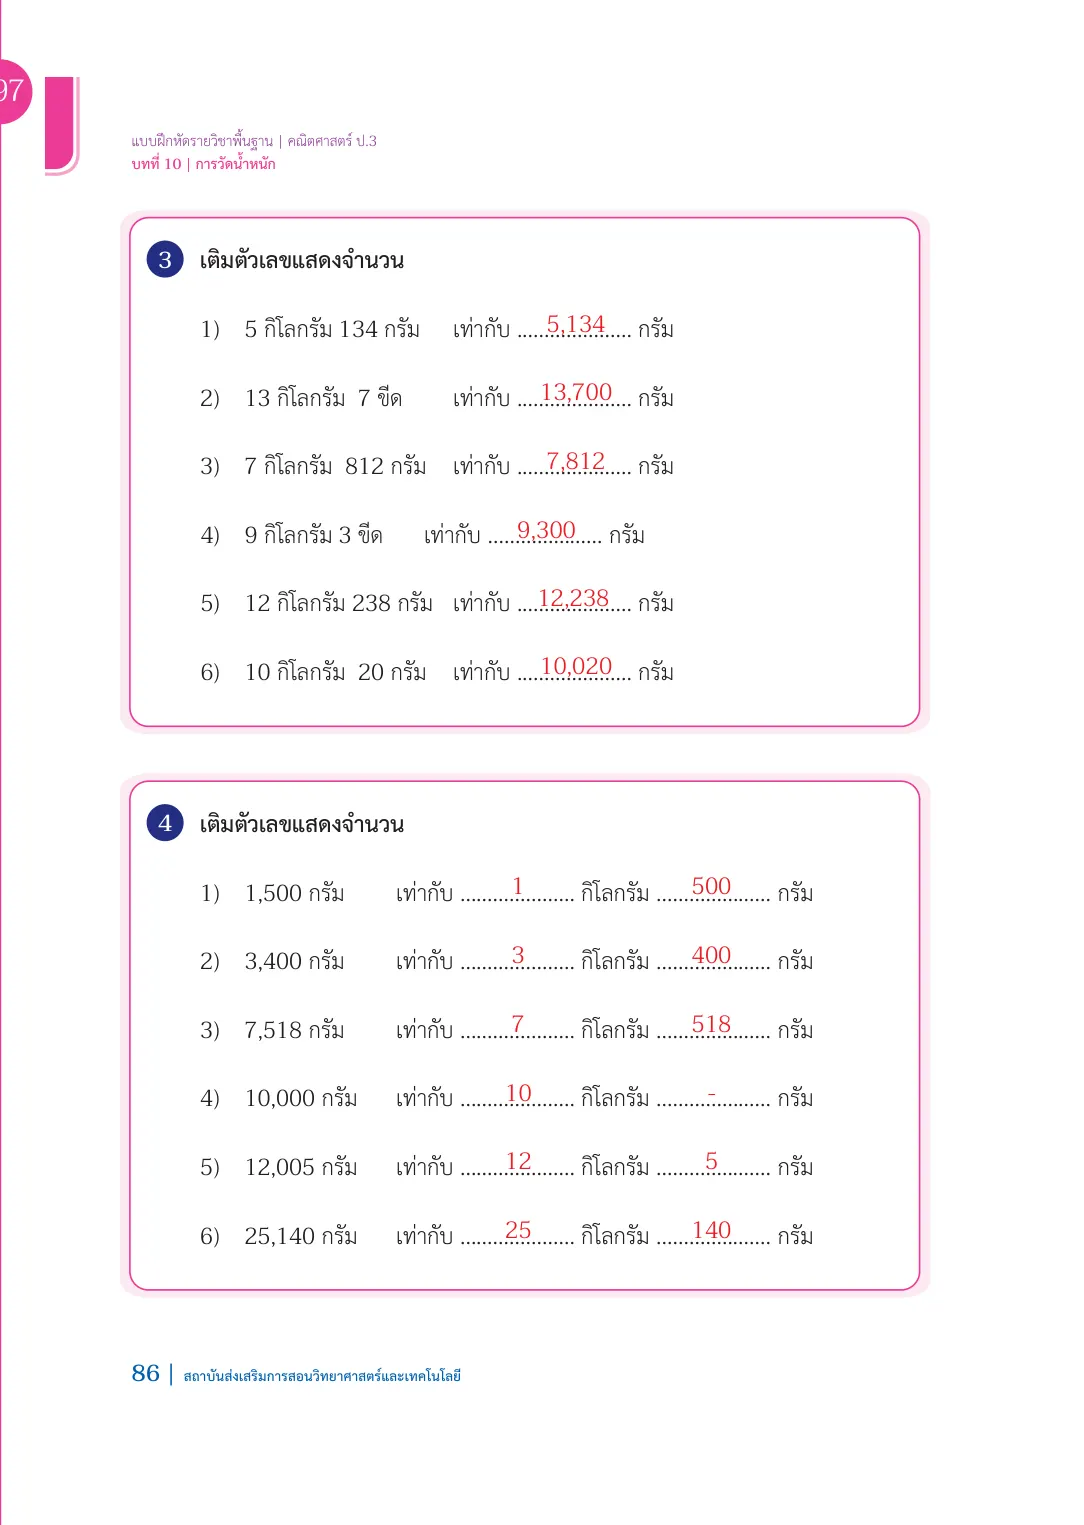 97
แบบฝึกหัดรายวิชาพื้นฐาน | คณิตศาสตร์ ป.3
บทที่ 10 | การวัดน้ำหนัก
3 เติมตัวเลขแสดงจำนวน
1) 5 กิโลกรัม 134 กรัม เท่ากับ .....5,134..... กรัม
2) 13 กิโลกรัม 7 ขีด เท่ากับ .....13,700..... กรัม
3) 7 กิโลกรัม 812 กรัม เท่ากับ .....7,812..... กรัม
4) 9 กิโลกรัม 3 ขีด เท่ากับ .....9,300..... กรัม
5) 12 กิโลกรัม 238 กรัม เท่ากับ .....12,238..... กรัม
6) 10 กิโลกรัม 20 กรัม เท่ากับ .....10,020..... กรัม
4 เติมตัวเลขแสดงจำนวน
1) 1,500 กรัม เท่ากับ .....1..... กิโลกรัม .....500..... กรัม
2) 3,400 กรัม เท่ากับ .....3..... กิโลกรัม .....400..... กรัม
3) 7,518 กรัม เท่ากับ .....7..... กิโลกรัม .....518..... กรัม
4) 10,000 กรัม เท่ากับ .....10..... กิโลกรัม .....-..... กรัม
5) 12,005 กรัม เท่ากับ .....12..... กิโลกรัม .....5..... กรัม
6) 25,140 กรัม เท่ากับ .....25..... กิโลกรัม .....140..... กรัม
86 | สถาบันส่งเสริมการสอนวิทยาศาสตร์และเทคโนโลยี